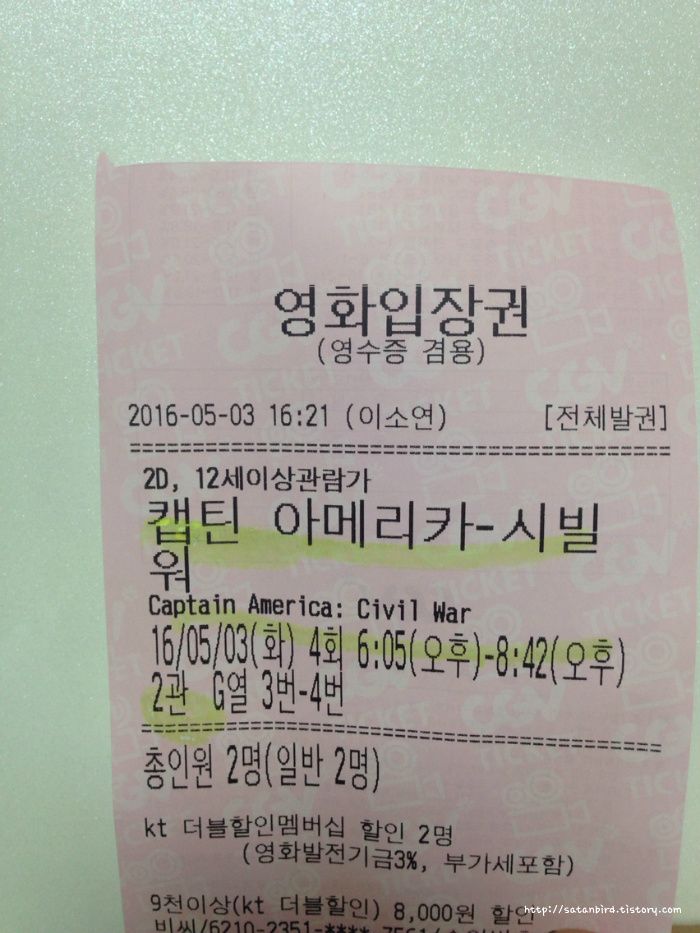 영화입장권
(영수증 겸용)
2016-05-03 16:21 (이소연) [전체발권]
2D, 12세이상관람가
캡틴 아메리카-시빌
워
Captain America: Civil War
16/05/03(화) 4회 6:05(오후)-8:42(오후)
2관 G열 3번-4번
총인원 2명(일반 2명)
kt 더블할인멤버십 할인 2명
(영화발전기금3%, 부가세포함)
9천이상(kt 더블할인) 8,000원 할인
비씨/6210-2351-****-7561
http://satanbird.tistory.com